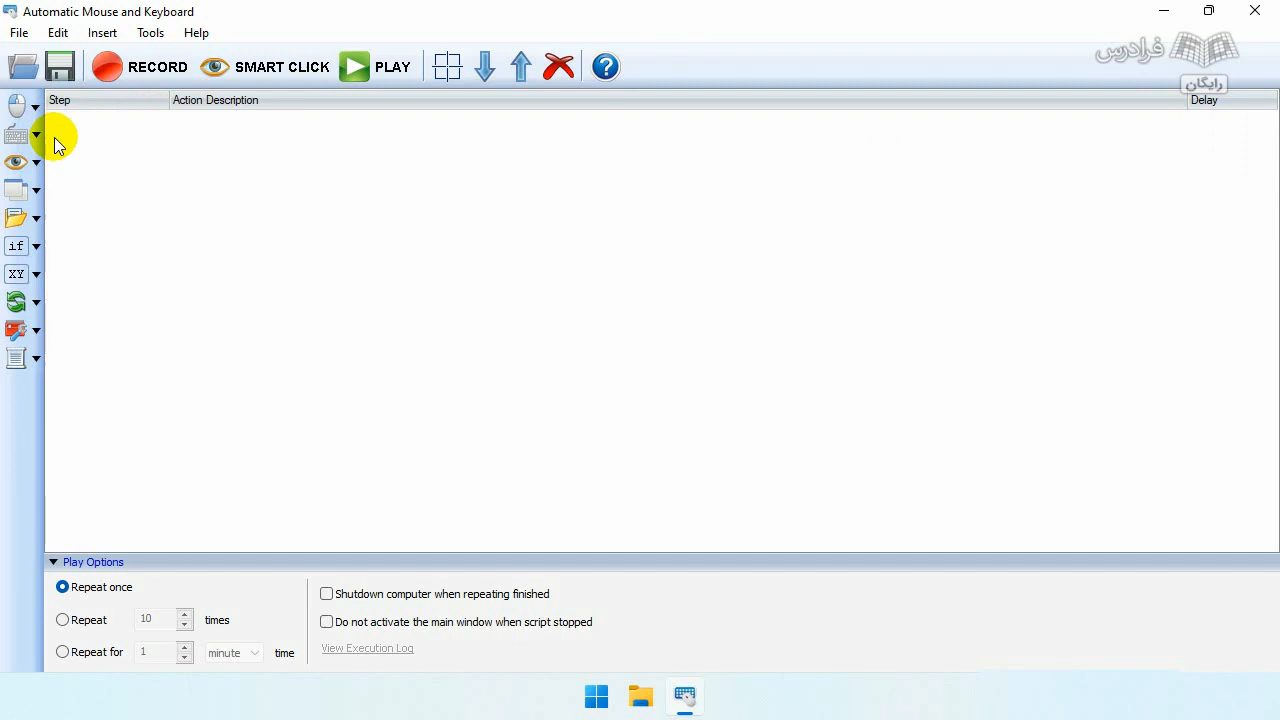 Automatic Mouse and Keyboard
File Edit Insert Tools Help
RECORD SMART CLICK PLAY
فرادرس
رایگان
Step Action Description Delay
if
XY
Play Options
Repeat once
Repeat 10 times
Repeat for 1 minute time
Shutdown computer when repeating finished
Do not activate the main window when script stopped
View Execution Log